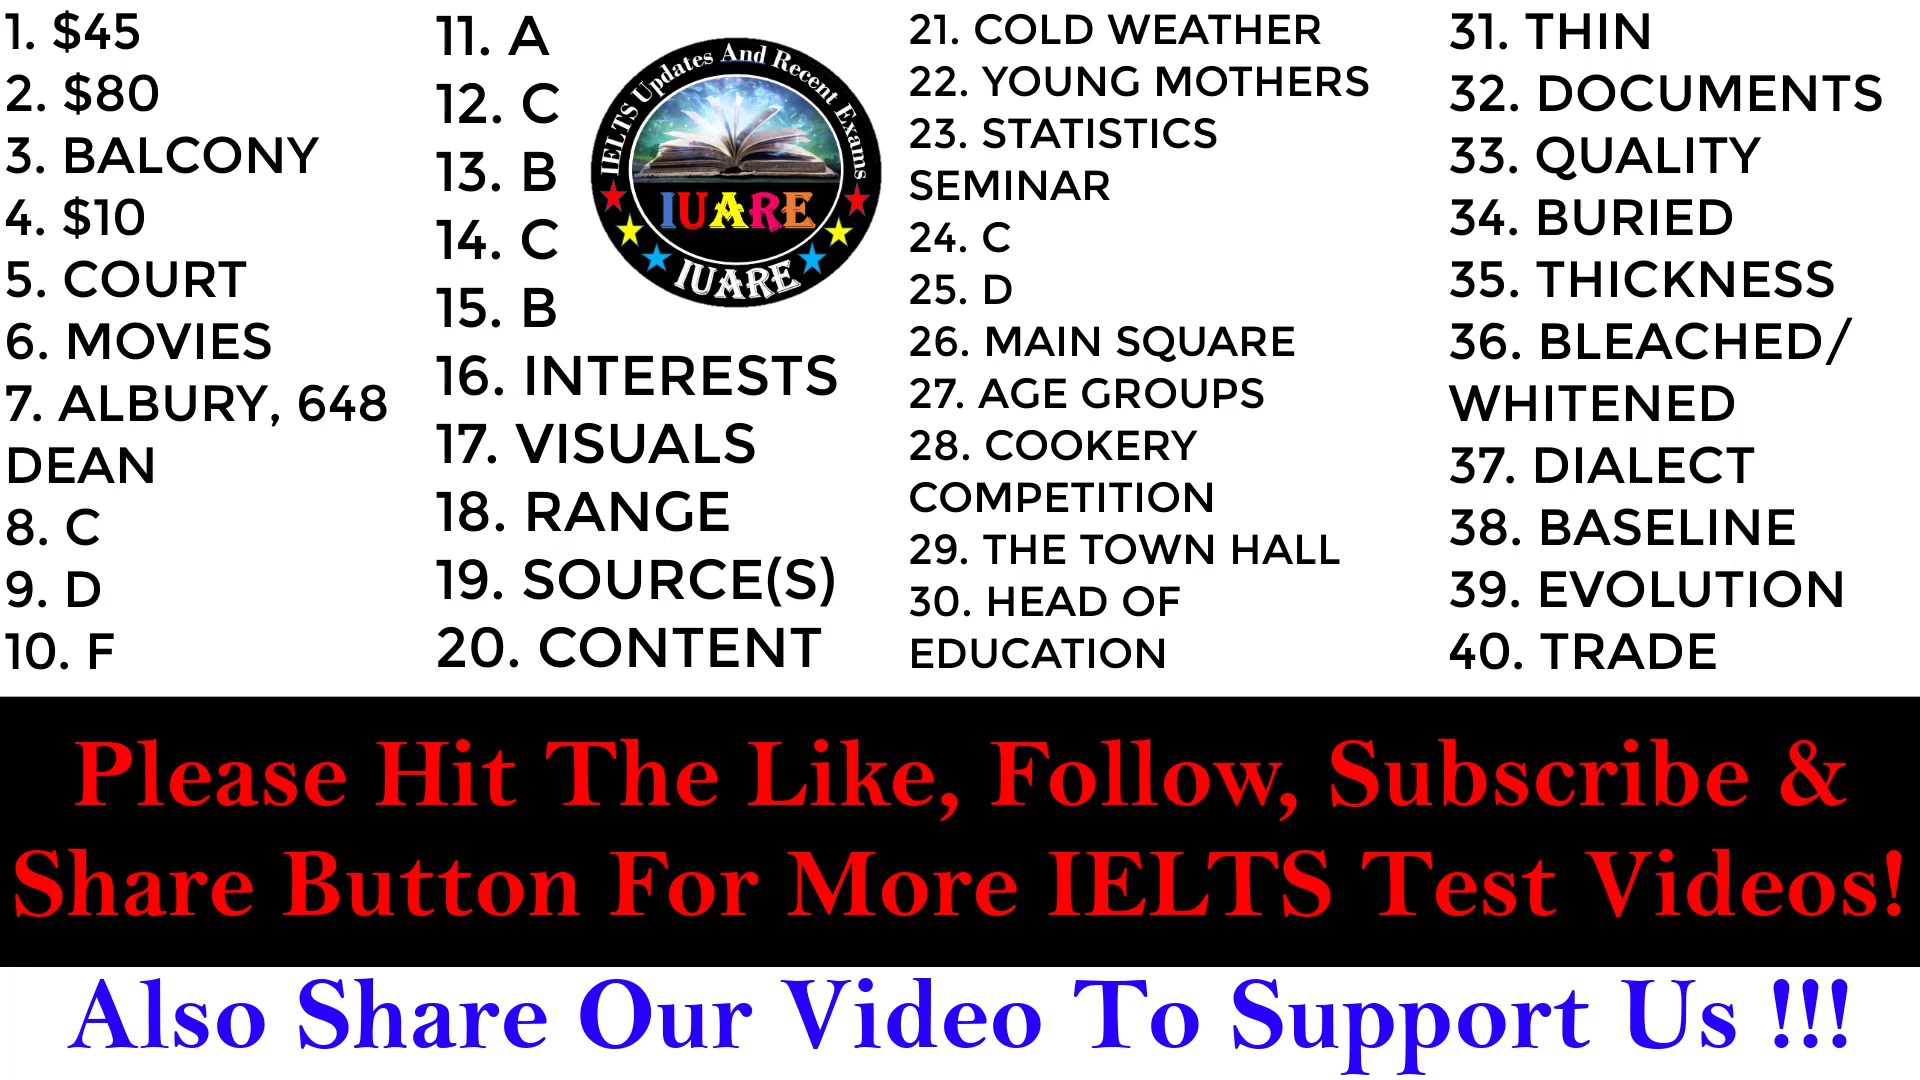 1. $45
2. $80
3. BALCONY
4. $10
5. COURT
6. MOVIES
7. ALBURY, 648
DEAN
8. C
9. D
10. F
11. A
12. C
13. B
14. C
15. B
16. INTERESTS
17. VISUALS
18. RANGE
19. SOURCE(S)
20. CONTENT
IELTS Updates And Recent Exams
IUARE
IUARE
21. COLD WEATHER
22. YOUNG MOTHERS
23. STATISTICS
SEMINAR
24. C
25. D
26. MAIN SQUARE
27. AGE GROUPS
28. COOKERY
COMPETITION
29. THE TOWN HALL
30. HEAD OF
EDUCATION
31. THIN
32. DOCUMENTS
33. QUALITY
34. BURIED
35. THICKNESS
36. BLEACHED/
WHITENED
37. DIALECT
38. BASELINE
39. EVOLUTION
40. TRADE
Please Hit The Like, Follow, Subscribe &
Share Button For More IELTS Test Videos!
Also Share Our Video To Support Us !!!